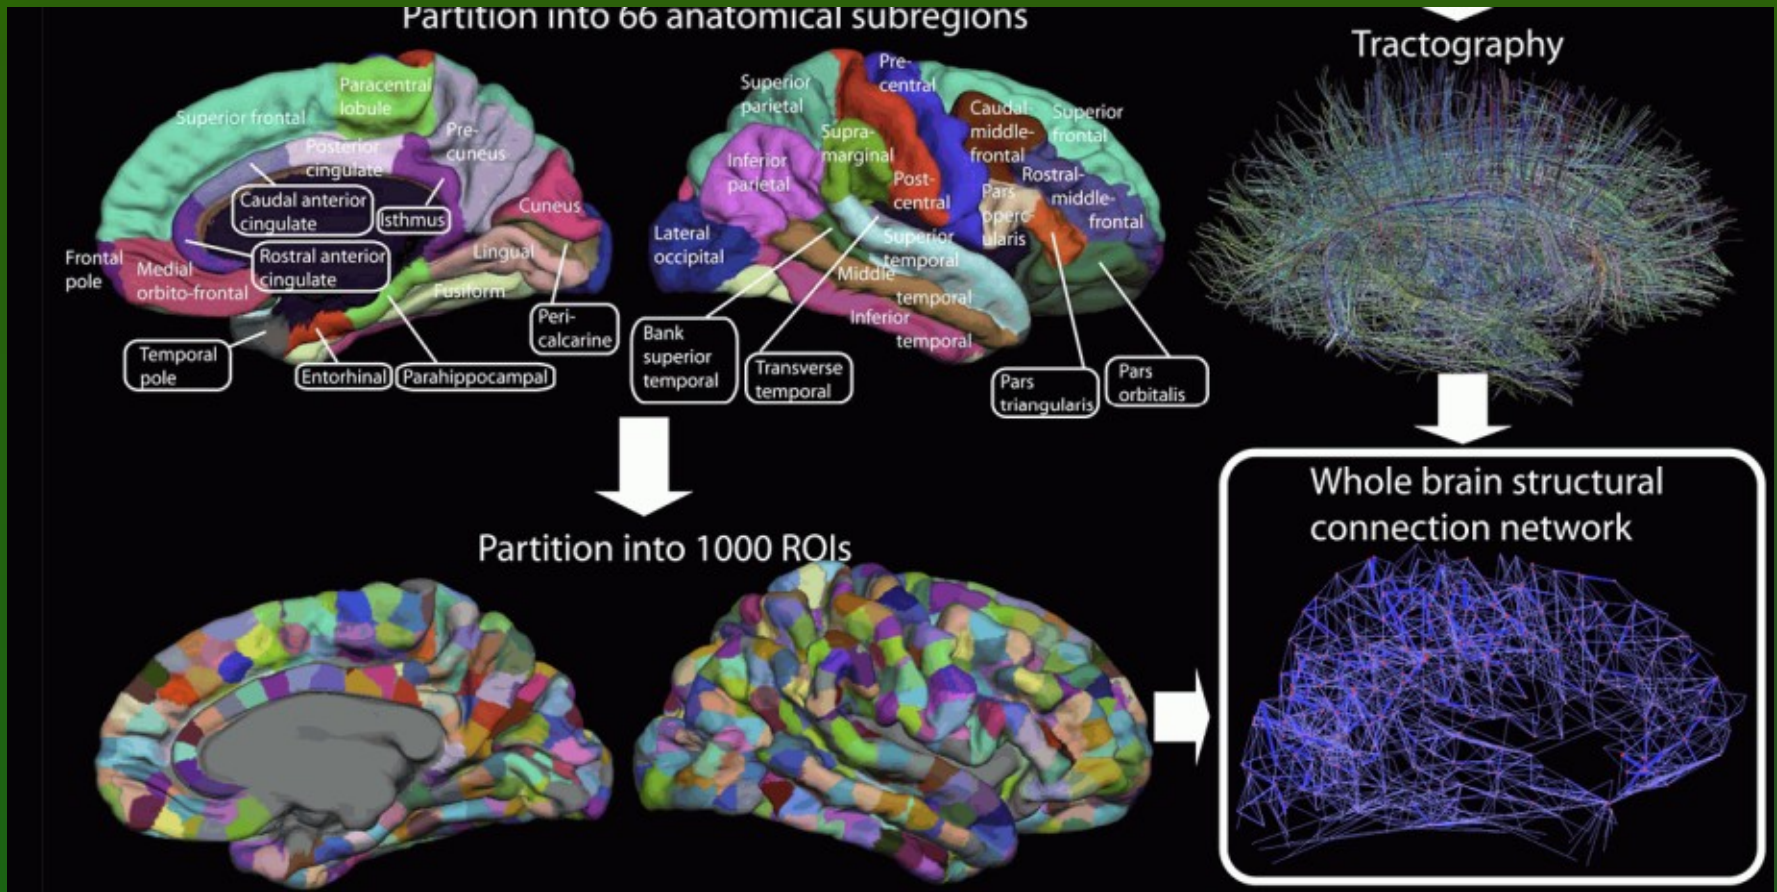 Partition into 66 anatomical subregions
Tractography
Superior frontal
Paracentral
lobule
Posterior
cingulate
Pre-
cuneus
Caudal anterior
cingulate
Isthmus
Cuneus
Frontal
pole
Medial
orbito-frontal
Rostral anterior
cingulate
Lingual
Fusiform
Peri-
calcarine
Temporal
pole
Entorhinal
Parahippocampal
Superior
parietal
Pre-
central
Caudal-
middle-
frontal
Superior
frontal
Supra-
marginal
Inferior
parietal
Post-
central
Rostral-
middle-
frontal
Pars
operc-
ularis
Lateral
occipital
Superior
temporal
Middle
temporal
Inferior
temporal
Bank
superior
temporal
Transverse
temporal
Pars
triangularis
Pars
orbitalis
Partition into 1000 ROIs
Whole brain structural
connection network